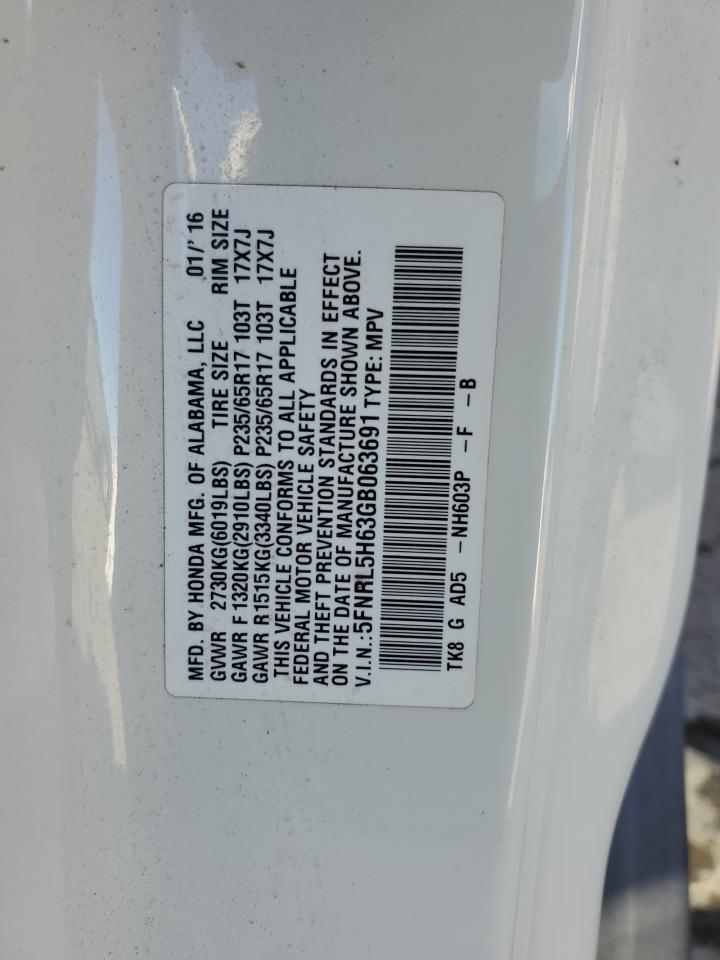 MFD. BY HONDA MFG. OF ALABAMA, LLC 01/' 16
GVWR 2730KG(6019LBS) TIRE SIZE RIM SIZE
GAWR F 1320KG(2910LBS) P235/65R17 103T 17X7J
GAWR R1515KG(3340LBS) P235/65R17 103T 17X7J
THIS VEHICLE CONFORMS TO ALL APPLICABLE
FEDERAL MOTOR VEHICLE SAFETY
AND THEFT PREVENTION STANDARDS IN EFFECT
ON THE DATE OF MANUFACTURE SHOWN ABOVE.
V.I.N.:5FNRL5H63GB063691 TYPE: MPV
TK8 G AD5 -NH603P -F -B